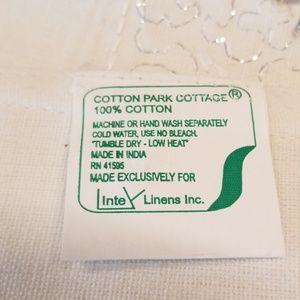 COTTON PARK COTTAGE®
100% COTTON
MACHINE OR HAND WASH SEPARATELY
COLD WATER, USE NO BLEACH.
"TUMBLE DRY - LOW HEAT"
MADE IN INDIA
RN 41595
MADE EXCLUSIVELY FOR
InteX Linens Inc.